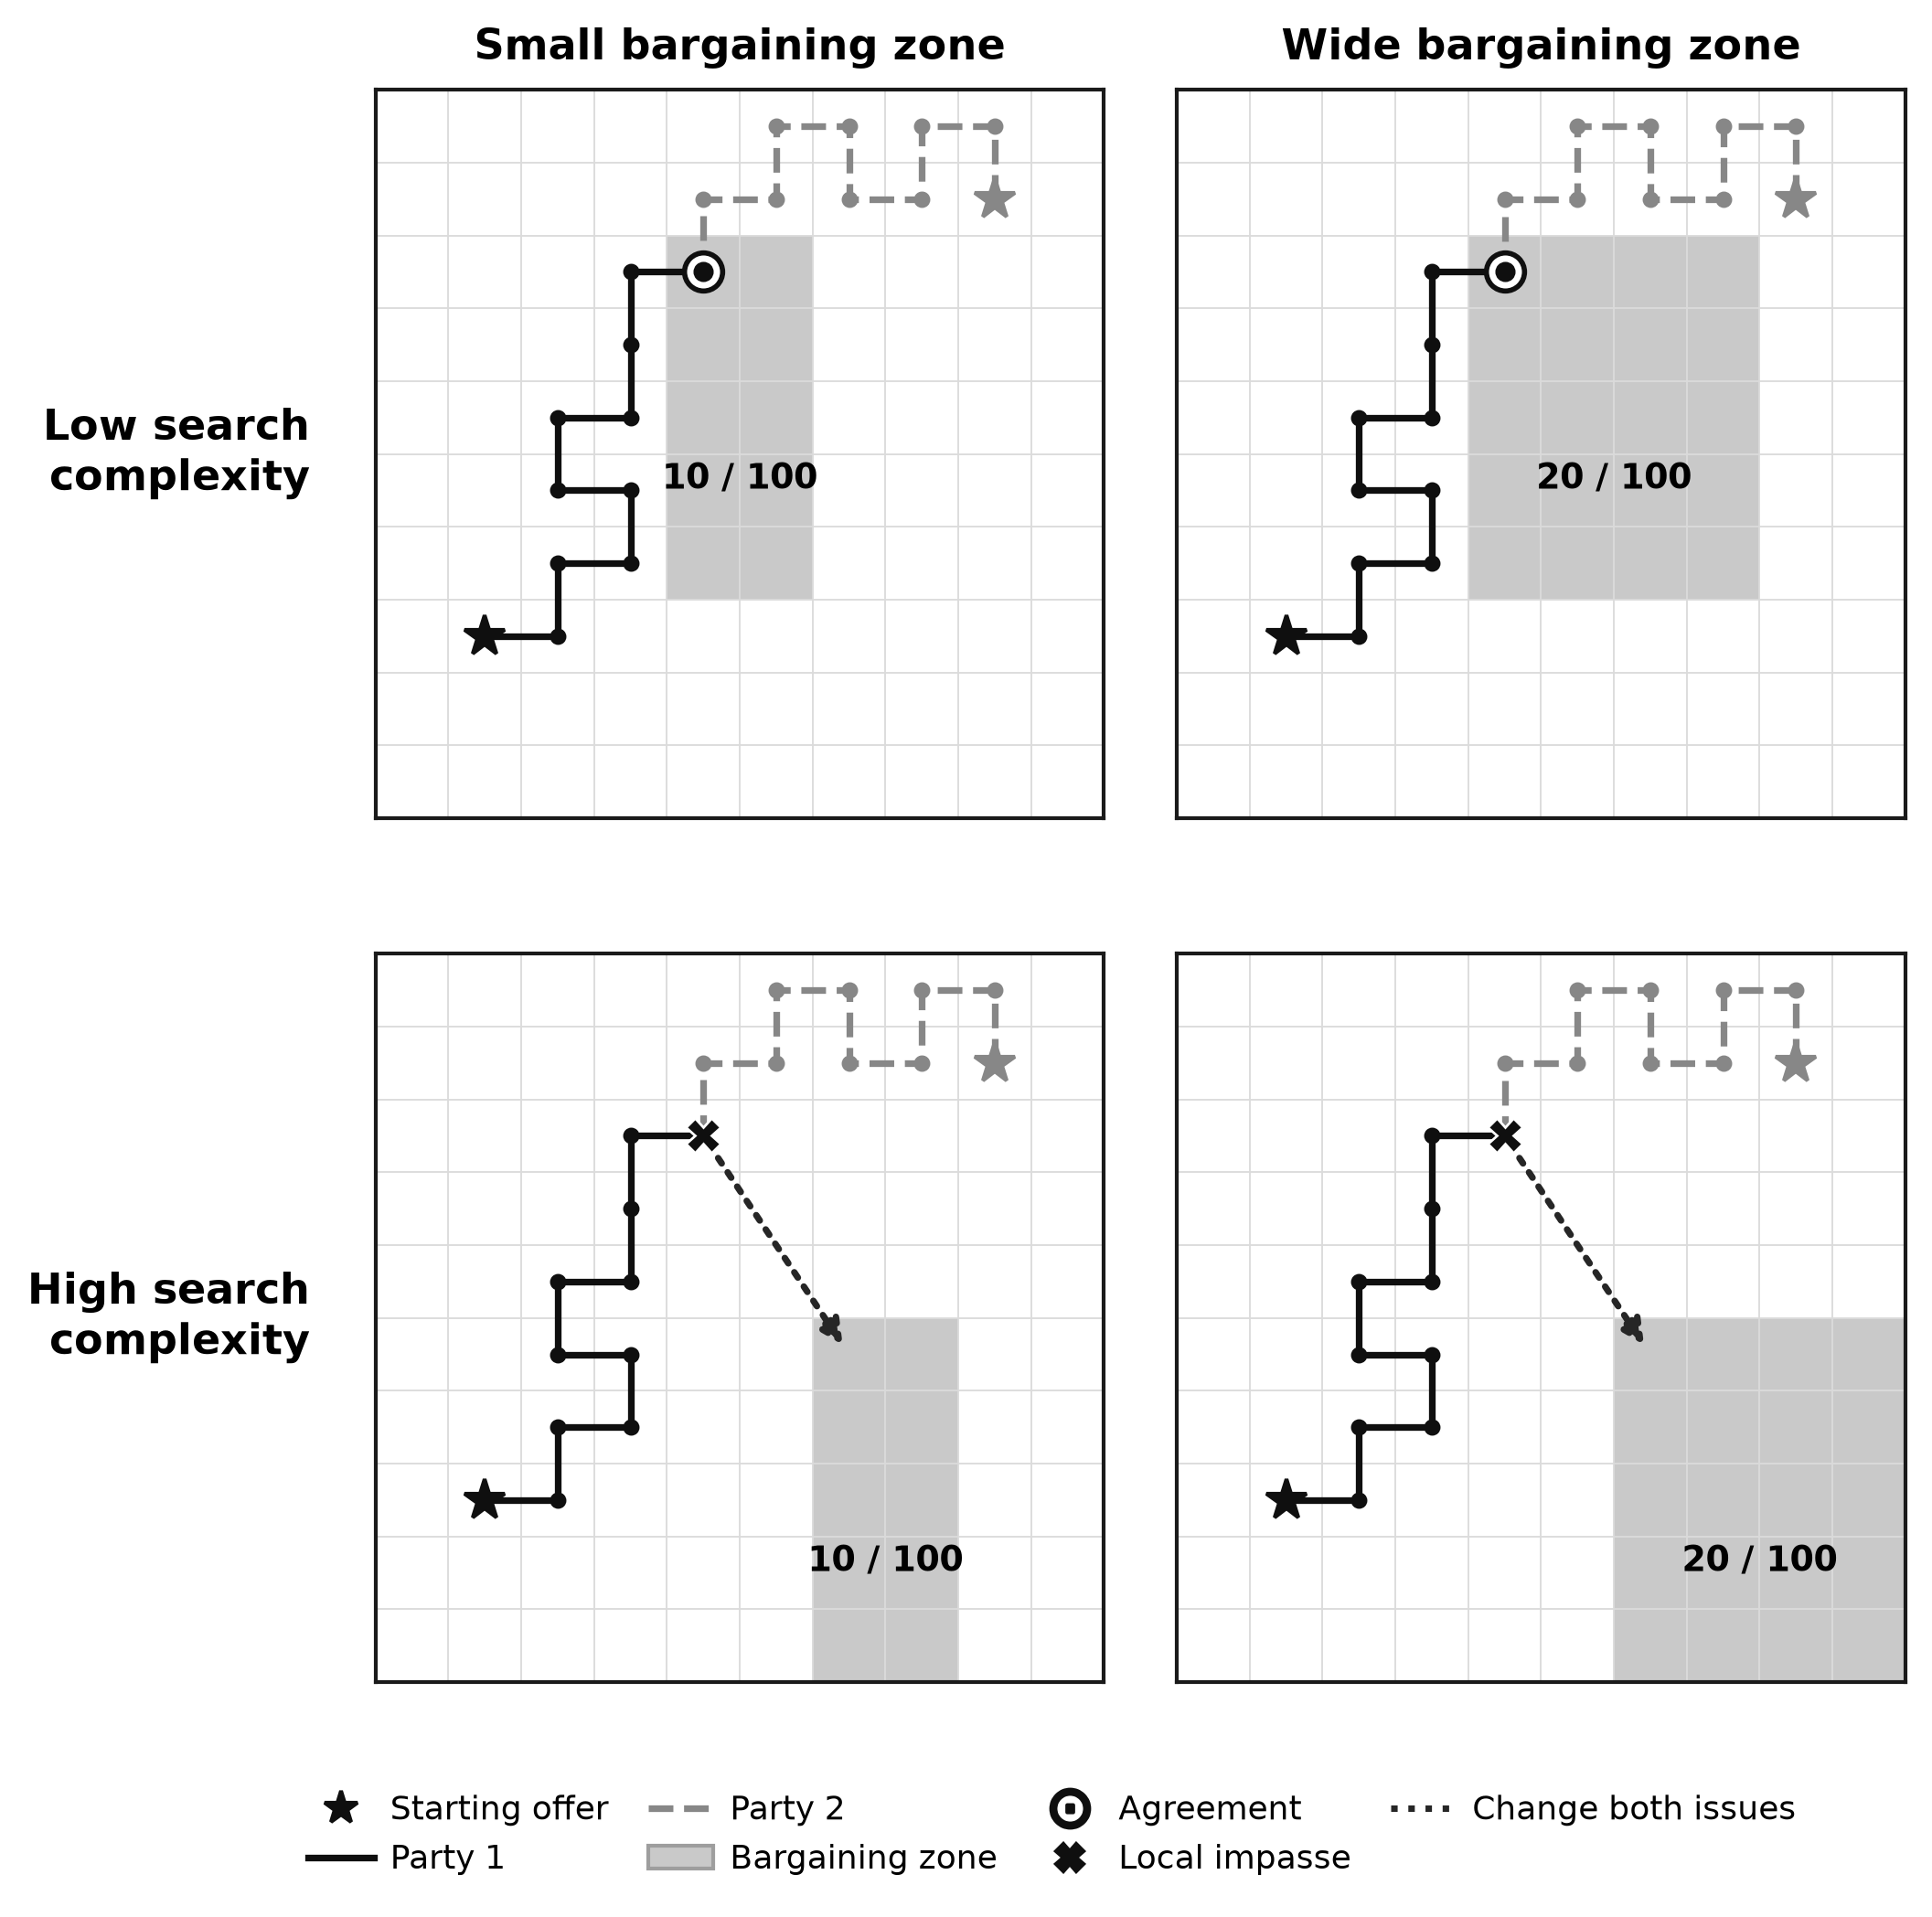 Small bargaining zone
Wide bargaining zone
Low search
complexity
10 / 100
20 / 100
High search
complexity
10 / 100
20 / 100
Starting offer
Party 2
Agreement
Change both issues
Party 1
Bargaining zone
Local impasse